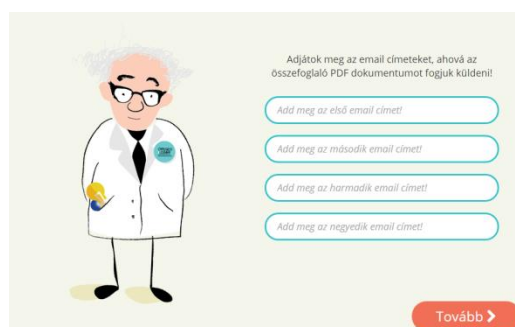 Adjátok meg az email címeteket, ahová az
összefoglaló PDF dokumentumot fogjuk küldeni!
Add meg az első email címet!
Add meg az második email címet!
Add meg az harmadik email címet!
Add meg az negyedik email címet!
Tovább